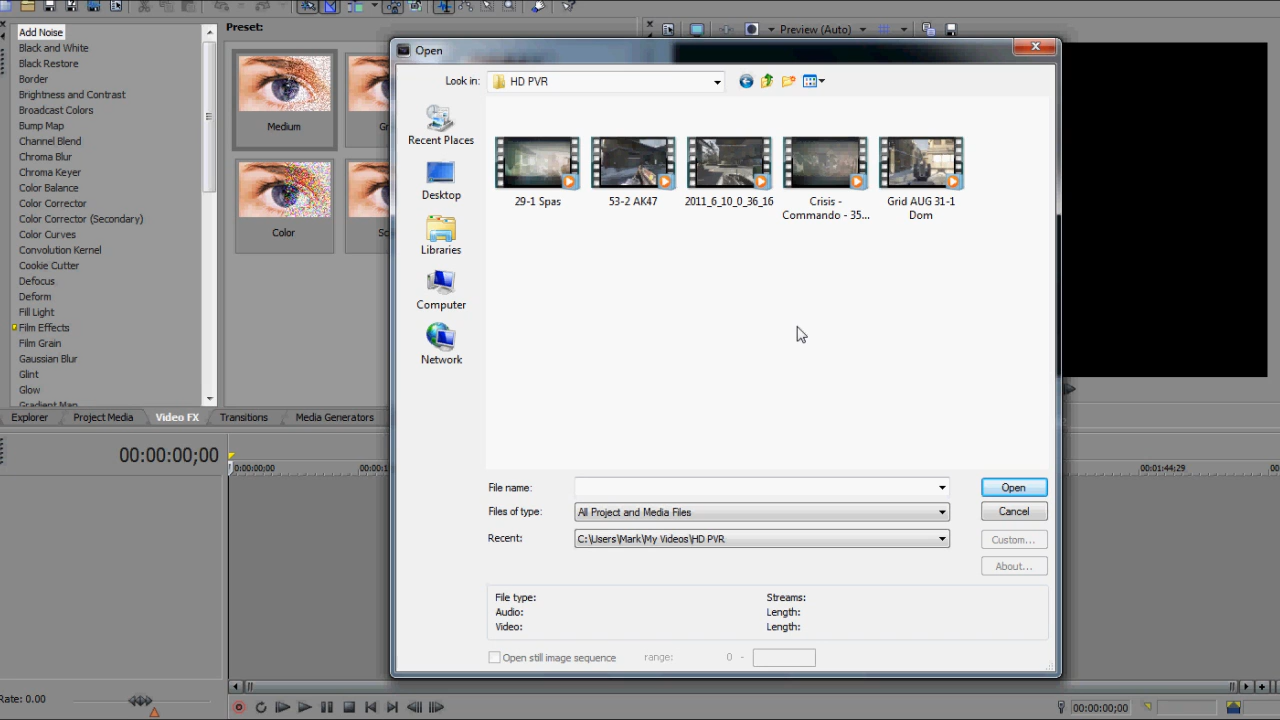 Add Noise
Black and White
Black Restore
Border
Brightness and Contrast
Broadcast Colors
Bump Map
Channel Blend
Chroma Blur
Chroma Keyer
Color Balance
Color Corrector
Color Corrector (Secondary)
Color Curves
Convolution Kernel
Cookie Cutter
Defocus
Deform
Fill Light
Film Effects
Film Grain
Gaussian Blur
Glint
Glow
Gradient Map
Preset:
Medium
Color
Preview (Auto)
Explorer
Project Media
Video FX
Transitions
Media Generators
Open
Look in:
HD PVR
Recent Places
Desktop
Libraries
Computer
Network
29-1 Spas
53-2 AK47
2011_6_10_0_36_16
Crisis -
Commando - 35...
Grid AUG 31-1
Dom
File name:
Open
Files of type:
All Project and Media Files
Cancel
Recent:
C:\Users\Mark\My Videos\HD PVR
Custom...
About...
File type:
Streams:
Audio:
Length:
Video:
Length:
Open still image sequence
range:
0 -
00:00:00;00
0:00:00;00
00:01:44;29
Rate: 0.00
00:00:00;00